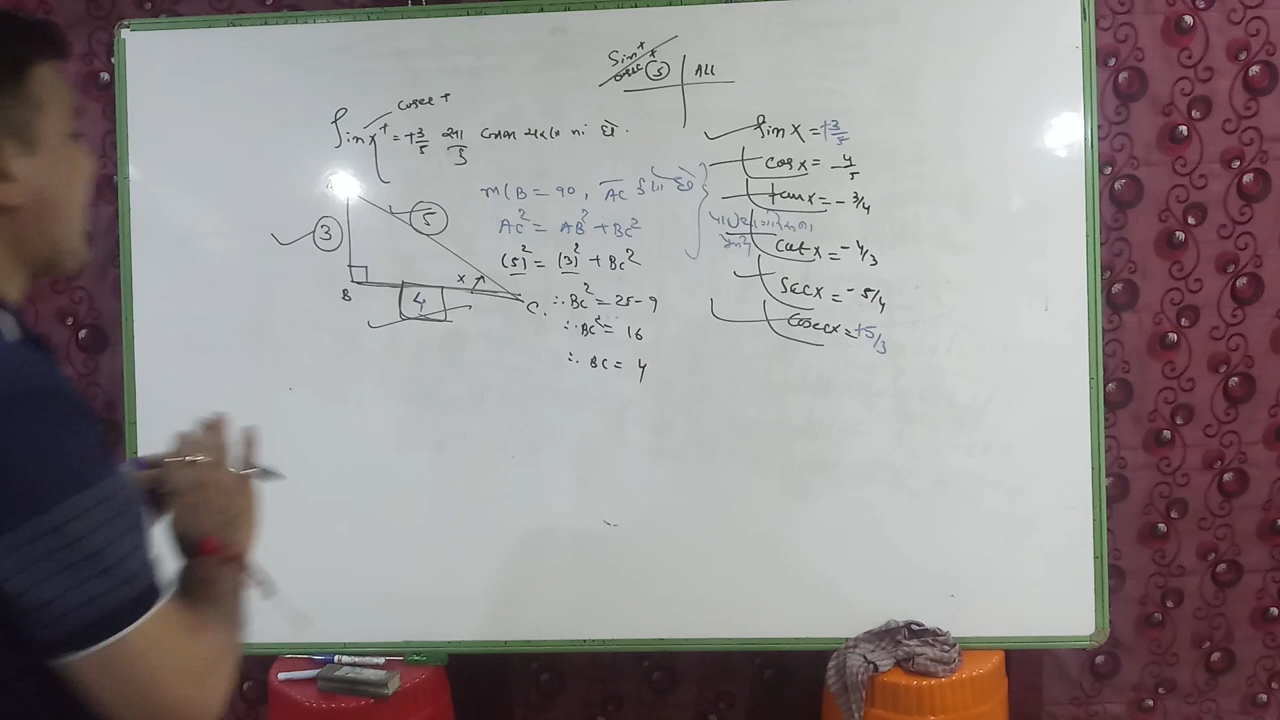 Sin x
cosec
S | ALL
cosec +
Sin x = +3/5
m∠B = 90, AC
AC² = AB² + BC²
(5)² = (3)² + BC²
∴ BC² = 25-9
∴ BC² = 16
∴ BC = 4
3
5
B
4
x
C.
Sin x = +3/5
cos x = 4/5
tan x = - 3/4
cot x = - 4/3
Sec x = - 5/4
Cosec x = +5/3